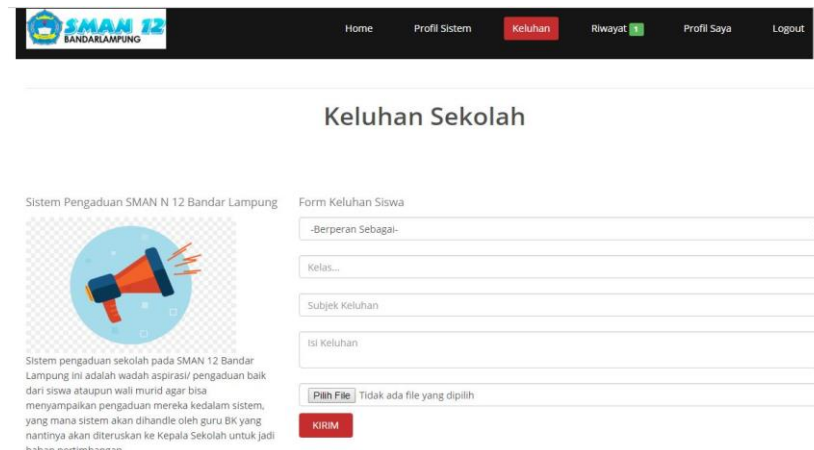 SMAN 12
BANDARLAMPUNG
Home Profil Sistem Keluhan Riwayat 1 Profil Saya Logout
Keluhan Sekolah
Sistem Pengaduan SMAN N 12 Bandar Lampung
Sistem pengaduan sekolah pada SMAN 12 Bandar
Lampung ini adalah wadah aspirasi/ pengaduan baik
dari siswa ataupun wali murid agar bisa
menyampaikan pengaduan mereka kedalam sistem,
yang mana sistem akan dihandle oleh guru BK yang
nantinya akan diteruskan ke Kepala Sekolah untuk jadi
bahan pertimbangan
Form Keluhan Siswa
-Berperan Sebagai-
Kelas...
Subjek Keluhan
Isi Keluhan
Pilih File Tidak ada file yang dipilih
KIRIM